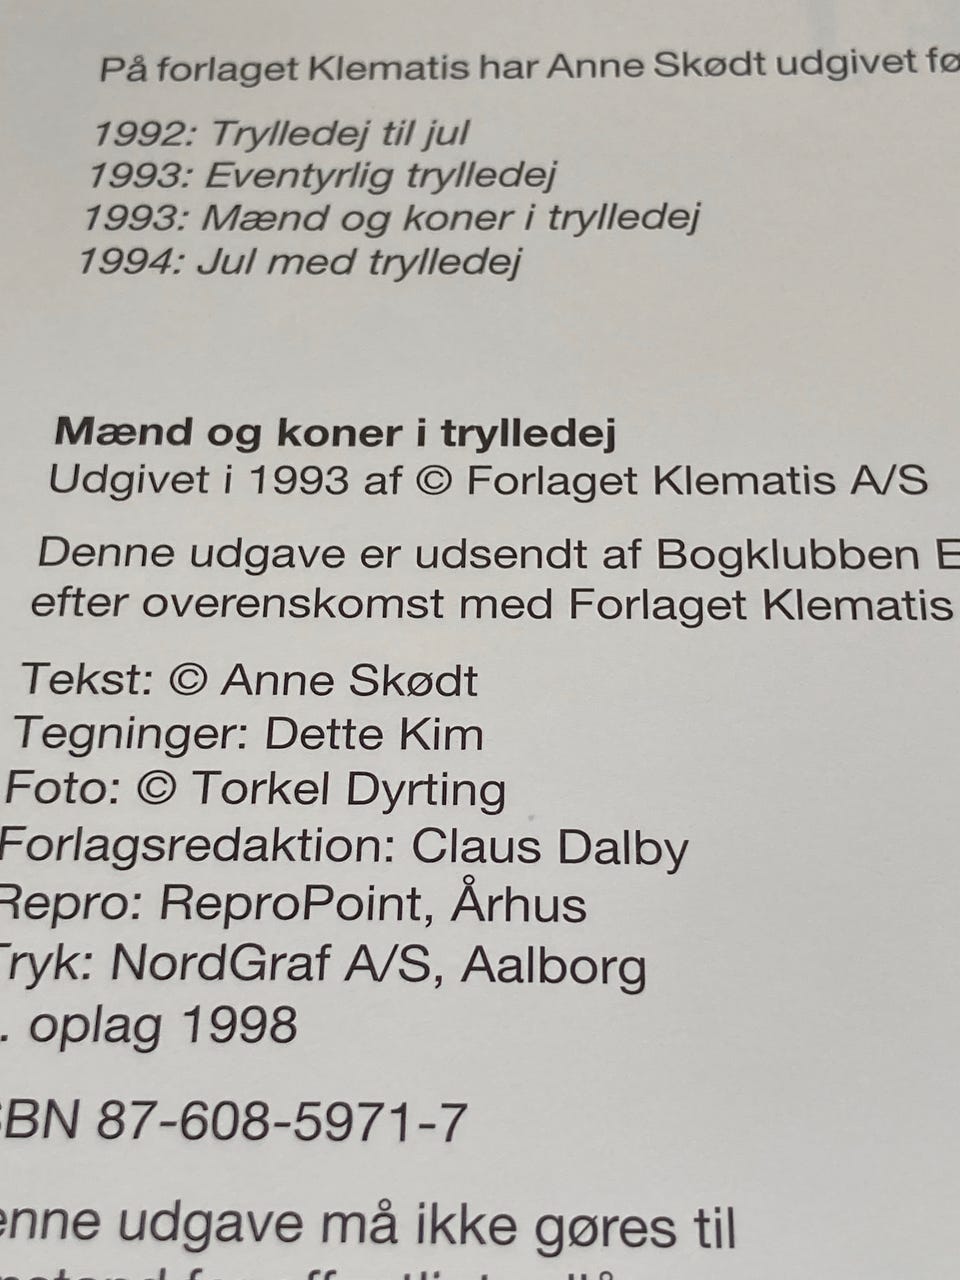 På forlaget Klematis har Anne Skødt udgivet
1992: Trylledej til jul
1993: Eventyrlig trylledej
1993: Mænd og koner i trylledej
1994: Jul med trylledej
Mænd og koner i trylledej
Udgivet i 1993 af © Forlaget Klematis A/S
Denne udgave er udsendt af Bogklubben
efter overenskomst med Forlaget Klematis
Tekst: © Anne Skødt
Tegninger: Dette Kim
Foto: © Torkel Dyrting
Forlagsredaktion: Claus Dalby
Repro: ReproPoint, Århus
Tryk: NordGraf A/S, Aalborg
. oplag 1998
ISBN 87-608-5971-7
Denne udgave må ikke gøres til